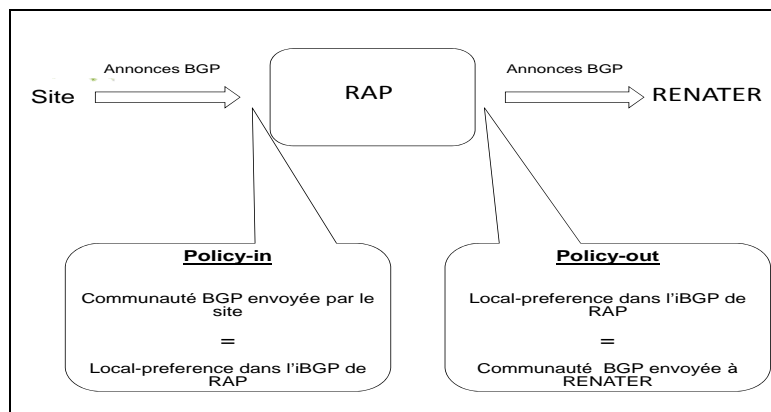 Annonces BGP
Annonces BGP
Site
RAP
RENATER
Policy-in
Communauté BGP envoyée par le
site
=
Local-preference dans l'iBGP de
RAP
Policy-out
Local-preference dans l'iBGP de
RAP
=
Communauté BGP envoyée à
RENATER